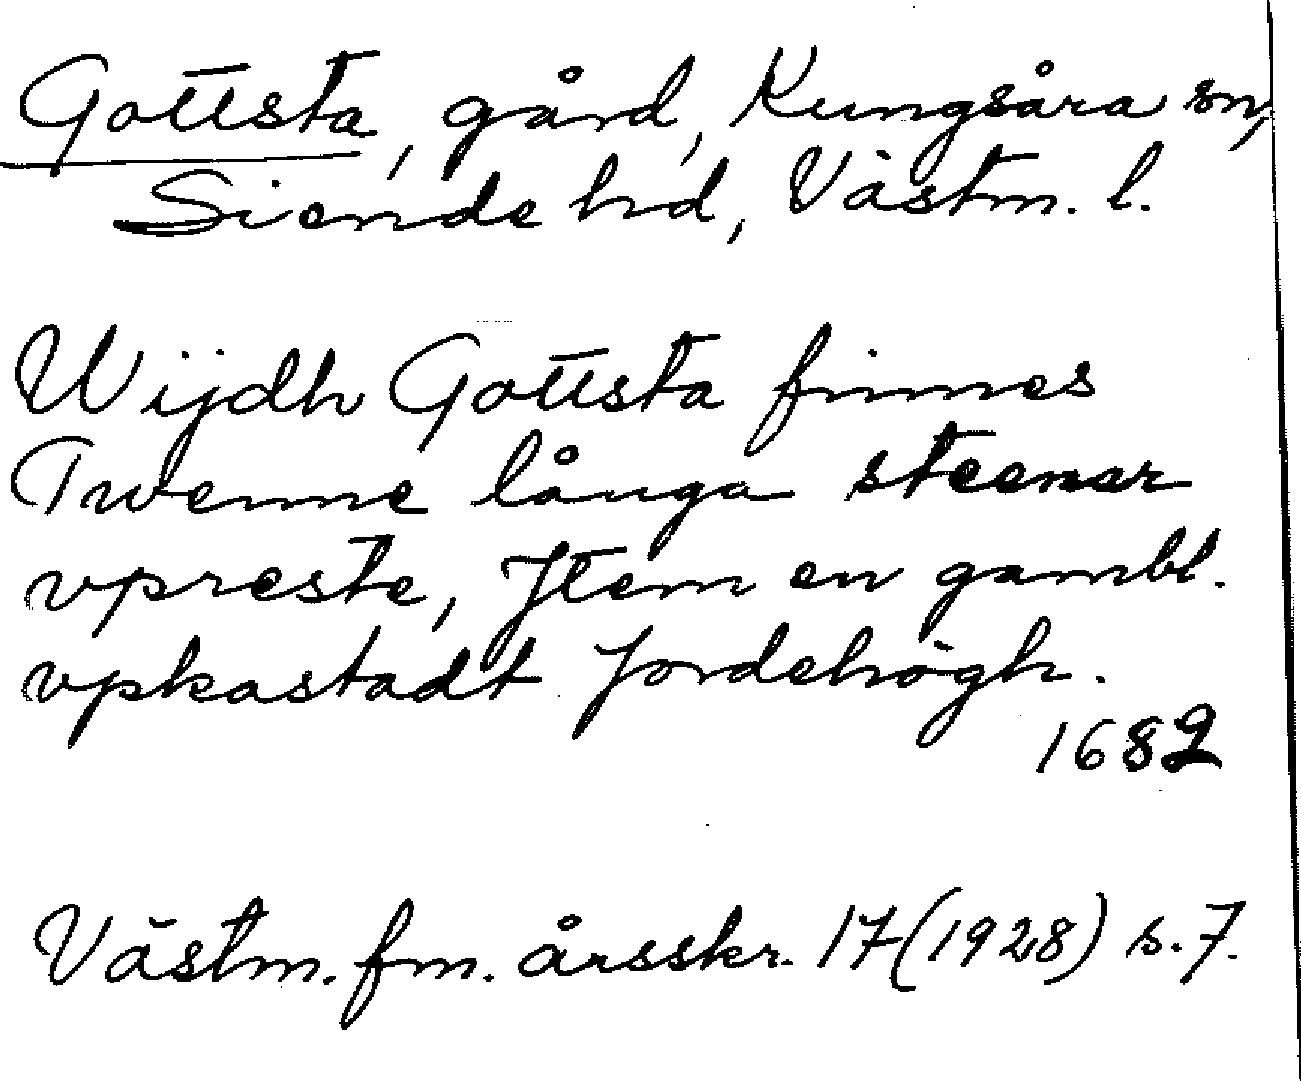 Gottsta, gård, Kungsåra sn,
Siende hd, Västm. l.
Wijdh Gottsta finnes
Twenne långa steenar
vpreste, Jtem en gambl.
vpkastadt Jordehögh.
1682
Västm. fm. årsskr. 17 (1928) s. 7.